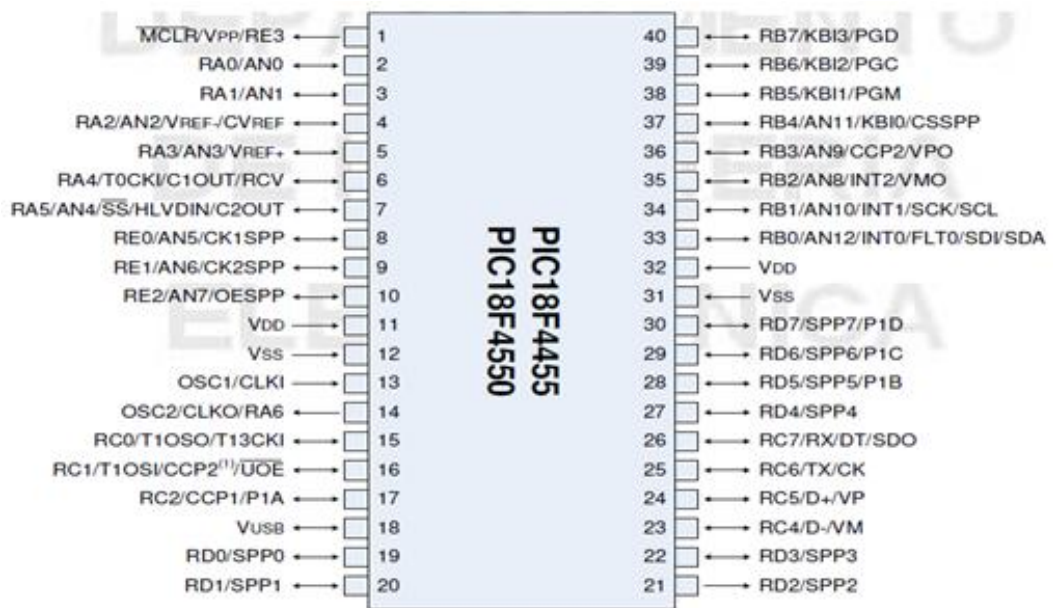 DEPARTAMENTO
DE INGENIERIA
ELECTRONICA
MCLR/VPP/RE3 1
RA0/AN0 2
RA1/AN1 3
RA2/AN2/VREF-/CVREF 4
RA3/AN3/VREF+ 5
RA4/T0CKI/C1OUT/RCV 6
RA5/AN4/SS/HLVDIN/C2OUT 7
RE0/AN5/CK1SPP 8
RE1/AN6/CK2SPP 9
RE2/AN7/OESPP 10
VDD 11
VSS 12
OSC1/CLKI 13
OSC2/CLKO/RA6 14
RC0/T1OSO/T13CKI 15
RC1/T1OSI/CCP2(1)/UOE 16
RC2/CCP1/P1A 17
VUSB 18
RD0/SPP0 19
RD1/SPP1 20
PIC18F4455
PIC18F4550
40 RB7/KBI3/PGD
39 RB6/KBI2/PGC
38 RB5/KBI1/PGM
37 RB4/AN11/KBI0/CSSPP
36 RB3/AN9/CCP2/VPO
35 RB2/AN8/INT2/VMO
34 RB1/AN10/INT1/SCK/SCL
33 RB0/AN12/INT0/FLT0/SDI/SDA
32 VDD
31 VSS
30 RD7/SPP7/P1D
29 RD6/SPP6/P1C
28 RD5/SPP5/P1B
27 RD4/SPP4
26 RC7/RX/DT/SDO
25 RC6/TX/CK
24 RC5/D+/VP
23 RC4/D-/VM
22 RD3/SPP3
21 RD2/SPP2